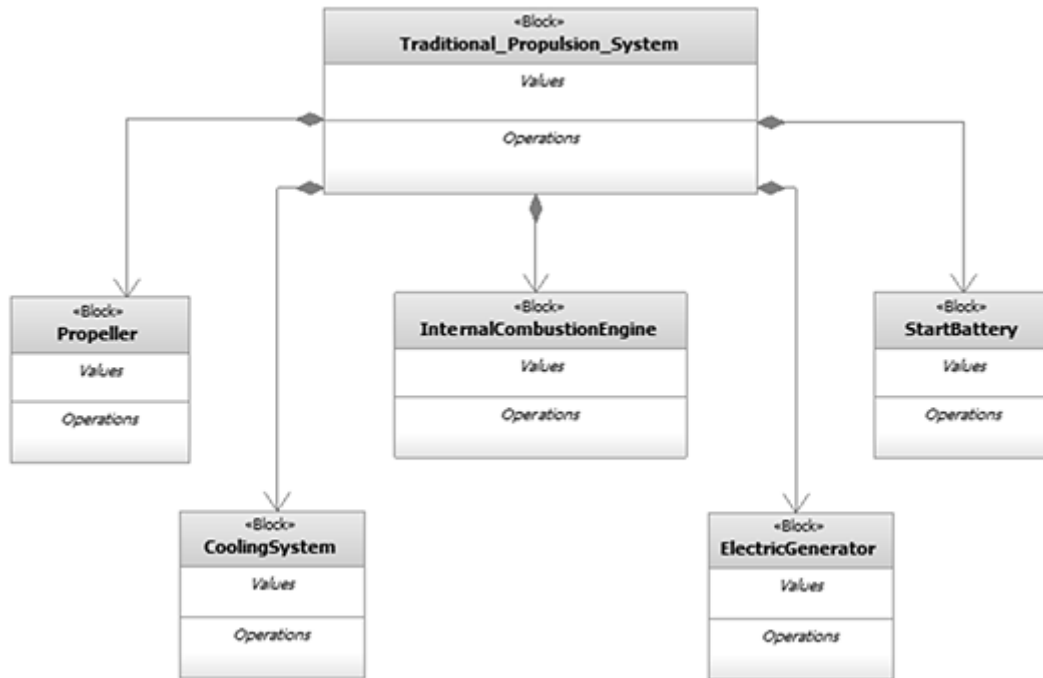 «Block»
Traditional_Propulsion_System
Values
Operations
«Block»
Propeller
Values
Operations
«Block»
InternalCombustionEngine
Values
Operations
«Block»
StartBattery
Values
Operations
«Block»
CoolingSystem
Values
Operations
«Block»
ElectricGenerator
Values
Operations